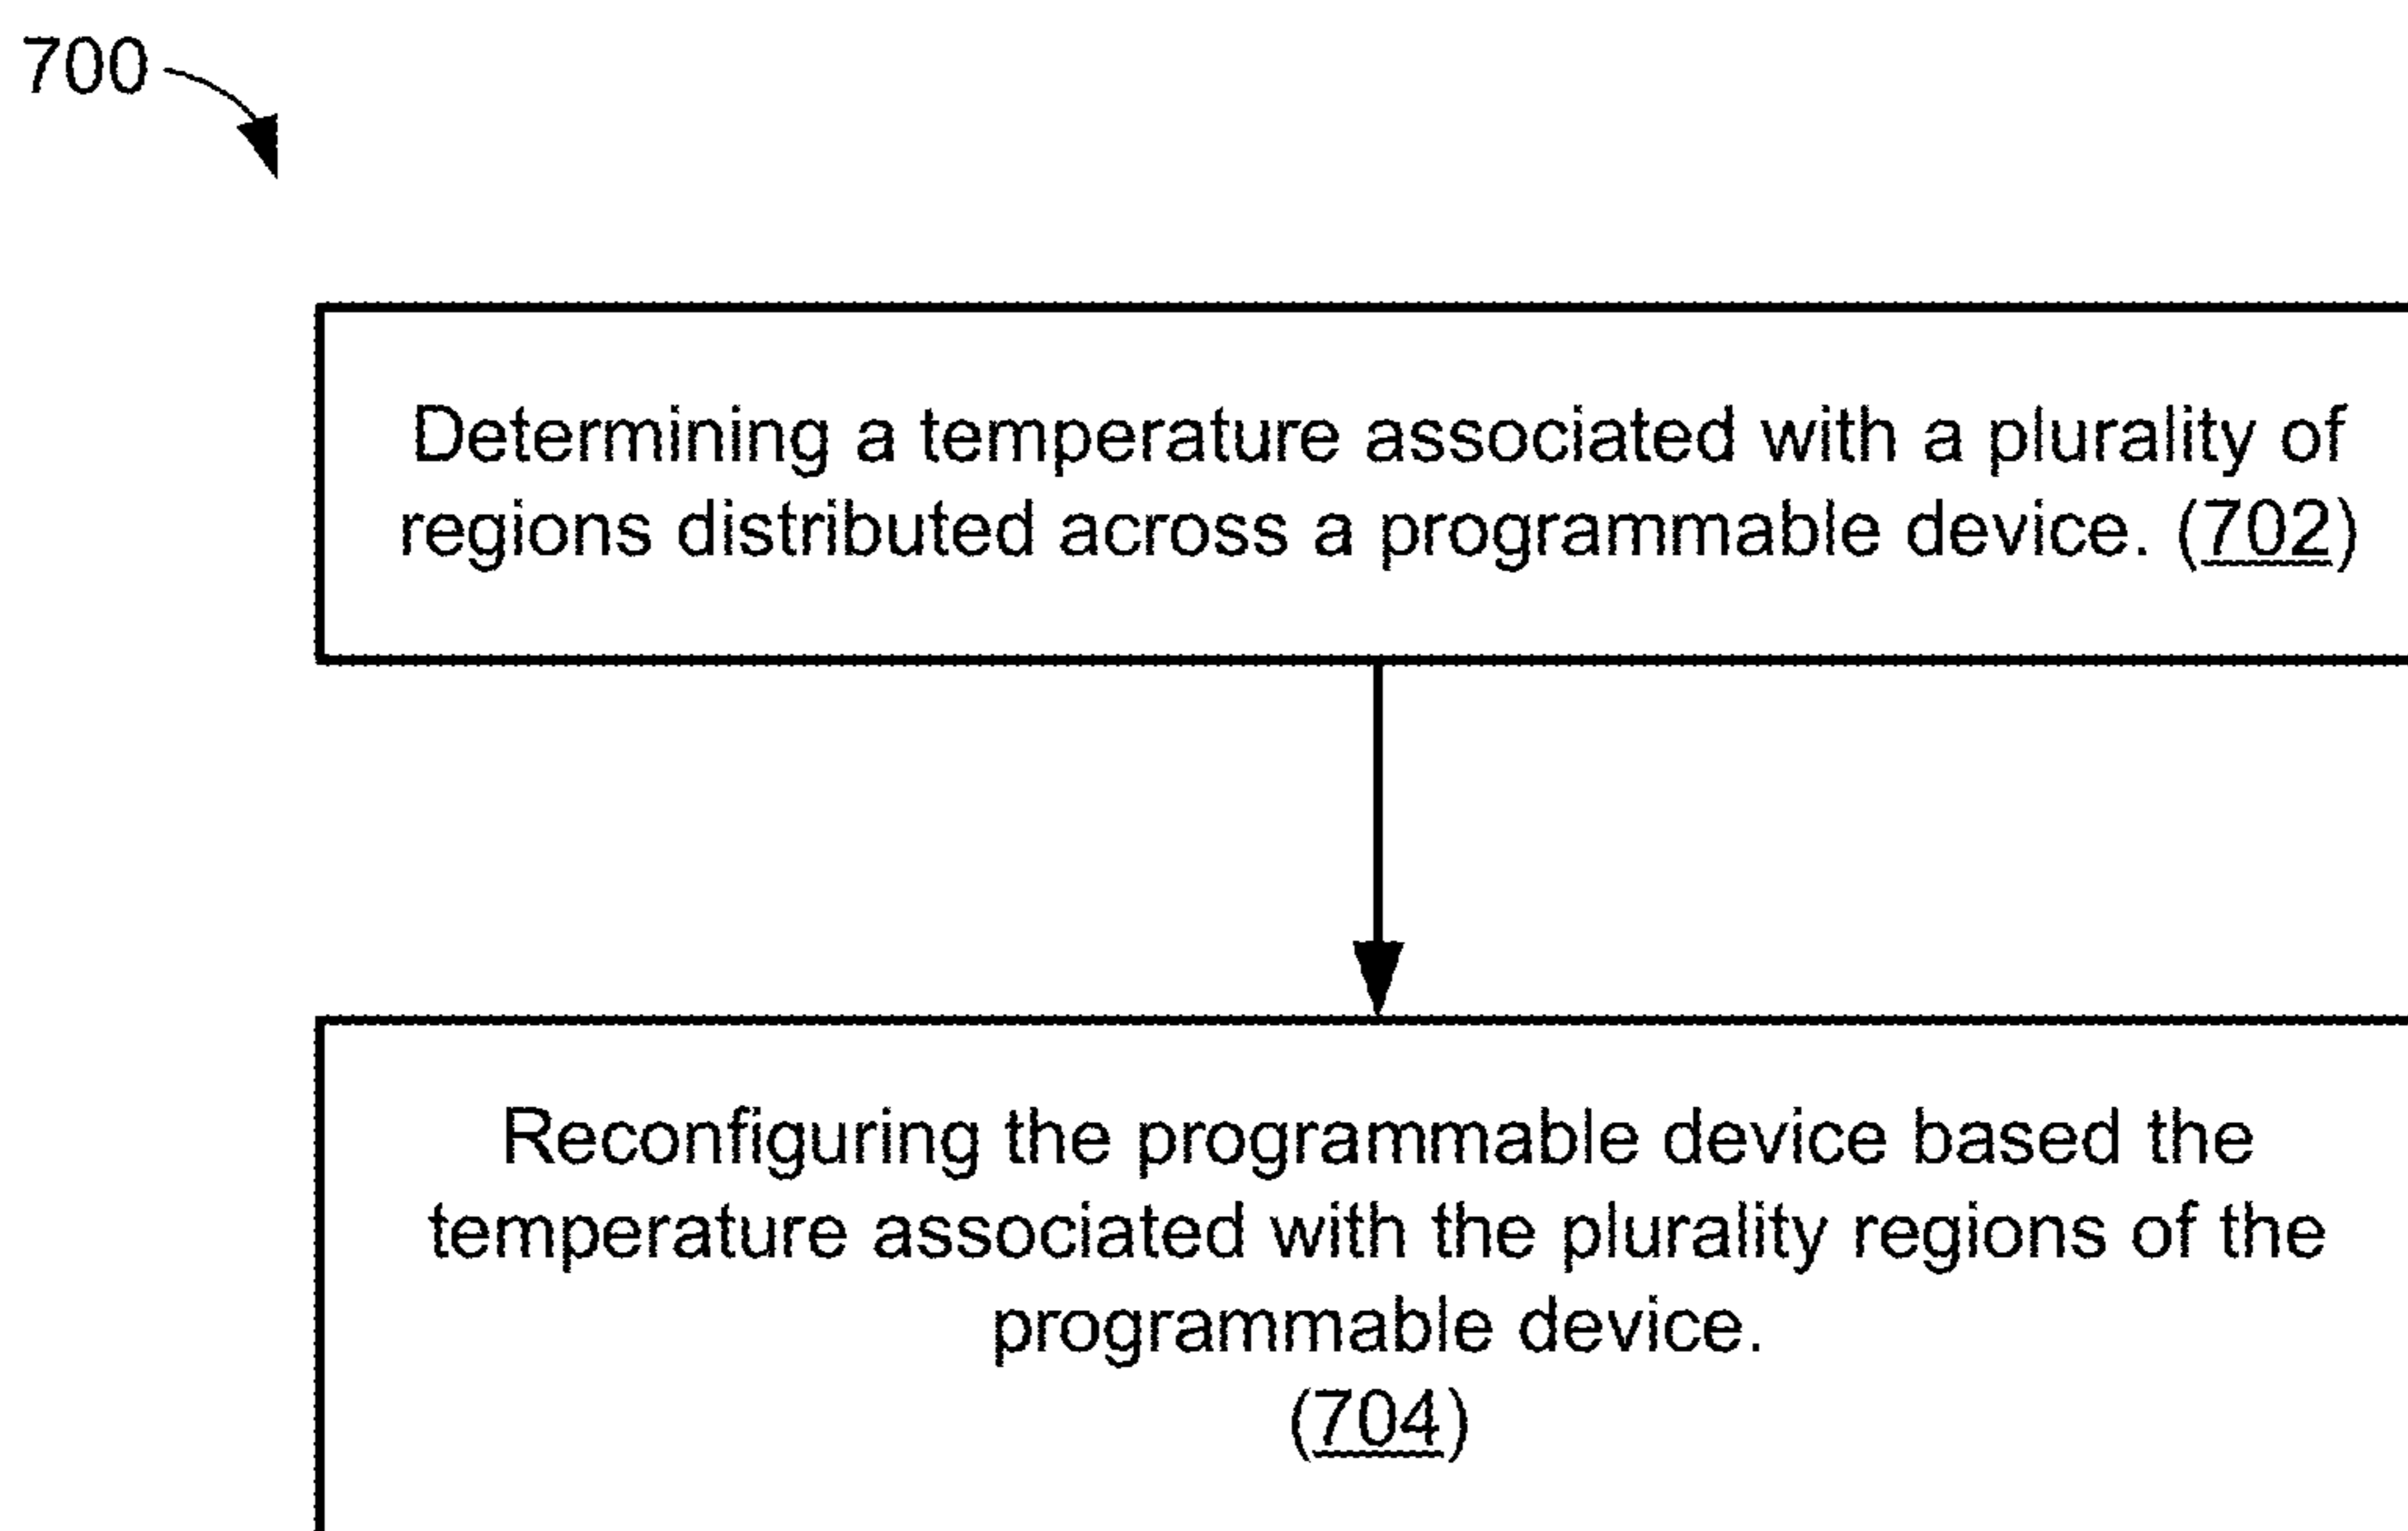 700
Determining a temperature associated with a plurality of
regions distributed across a programmable device. (702)
Reconfiguring the programmable device based the
temperature associated with the plurality regions of the
programmable device.
(704)